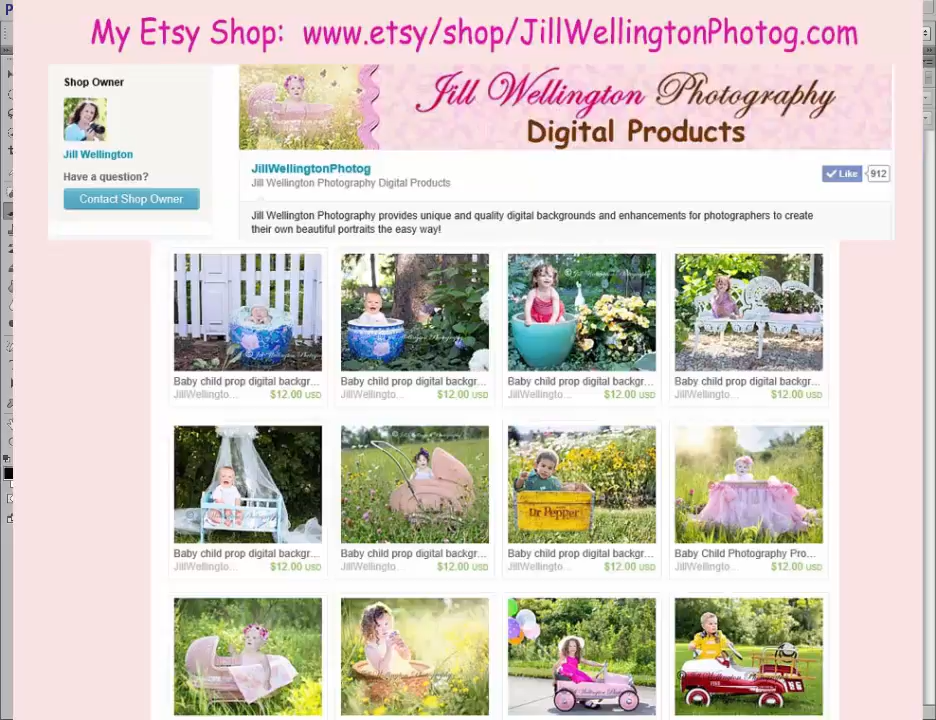 My Etsy Shop: www.etsy/shop/JillWellingtonPhotog.com
Shop Owner
Jill Wellington
Have a question?
Contact Shop Owner
Jill Wellington Photography
Digital Products
JillWellingtonPhotog
Jill Wellington Photography Digital Products
Like 912
Jill Wellington Photography provides unique and quality digital backgrounds and enhancements for photographers to create
their own beautiful portraits the easy way!
Baby child prop digital backgr... Baby child prop digital backgr... Baby child prop digital backgr... Baby child prop digital backgr...
JillWellingto... $12.00 USD JillWellingto... $12.00 USD JillWellingto... $12.00 USD JillWellingto... $12.00 USD
Dr Pepper
Baby child prop digital backgr... Baby child prop digital backgr... Baby child prop digital backgr... Baby Child Photography Pro...
JillWellingto... $12.00 USD JillWellingto... $12.00 USD JillWellingto... $12.00 USD JillWellingto... $12.00 USD